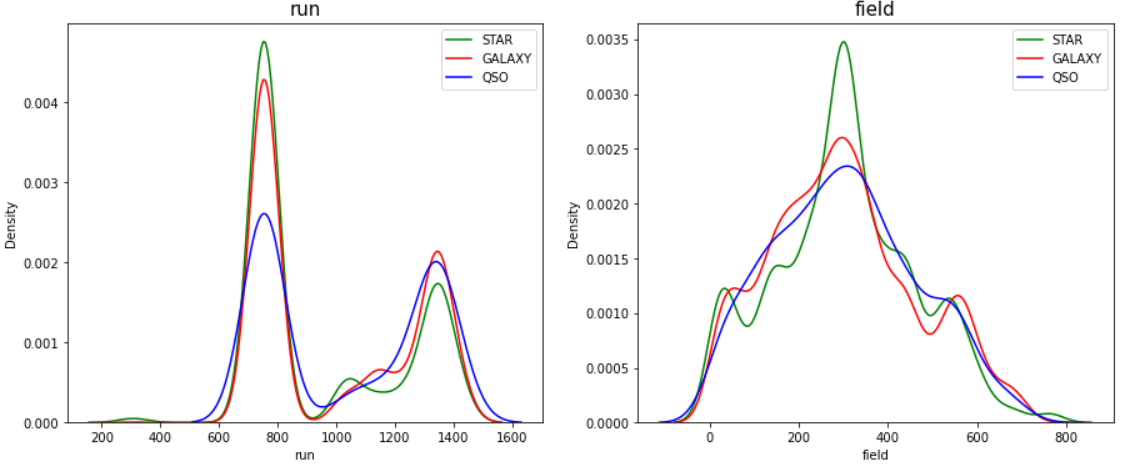 run
STAR
GALAXY
QSO
0.004
0.003
0.002
0.001
0.000
Density
200 400 600 800 1000 1200 1400 1600
run
field
STAR
GALAXY
QSO
0.0035
0.0030
0.0025
0.0020
0.0015
0.0010
0.0005
0.0000
Density
0 200 400 600 800
field